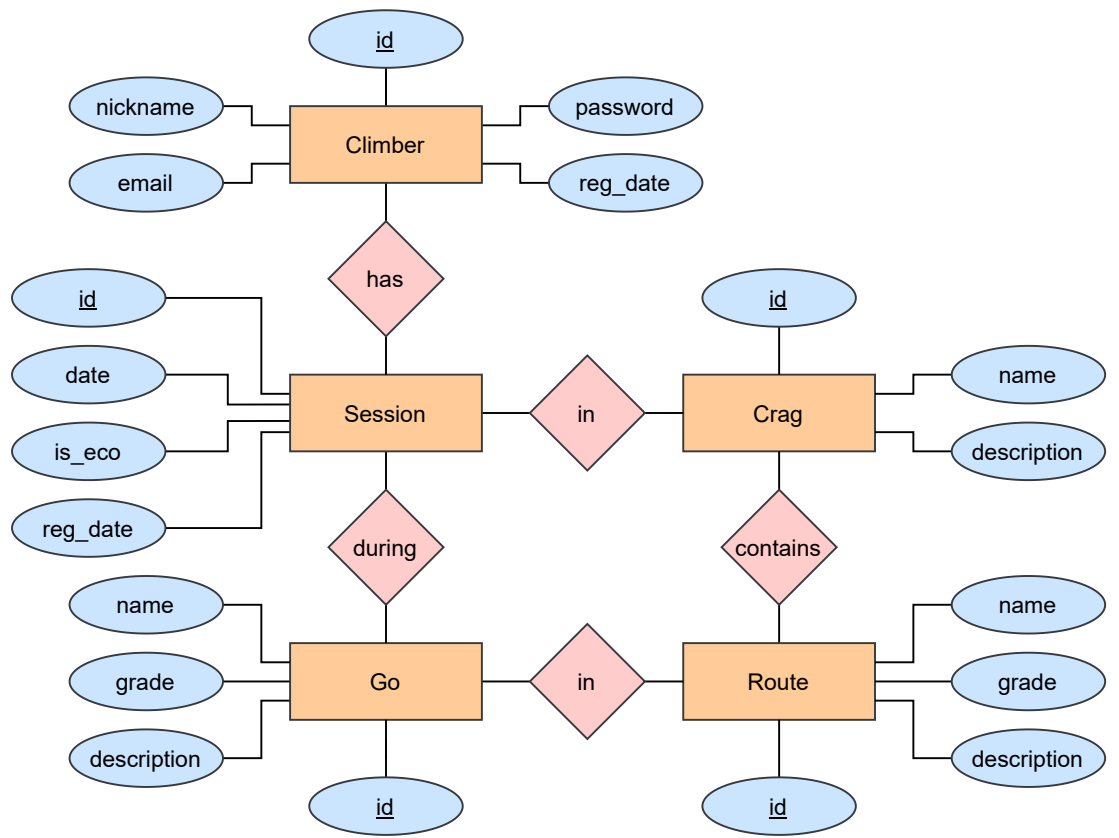 id
nickname
password
Climber
email
reg_date
has
id
id
date
name
Session
in
Crag
is_eco
description
reg_date
during
contains
name
name
grade
Go
in
Route
grade
description
description
id
id